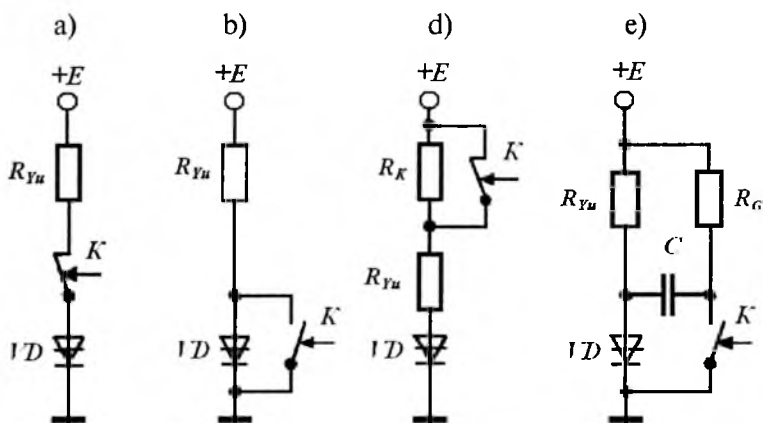 a) b) d) e)
+E +E +E +E
R_Yu R_Yu R_K K R_Yu R_G
K C
R_Yu
K K
VD VD VD VD